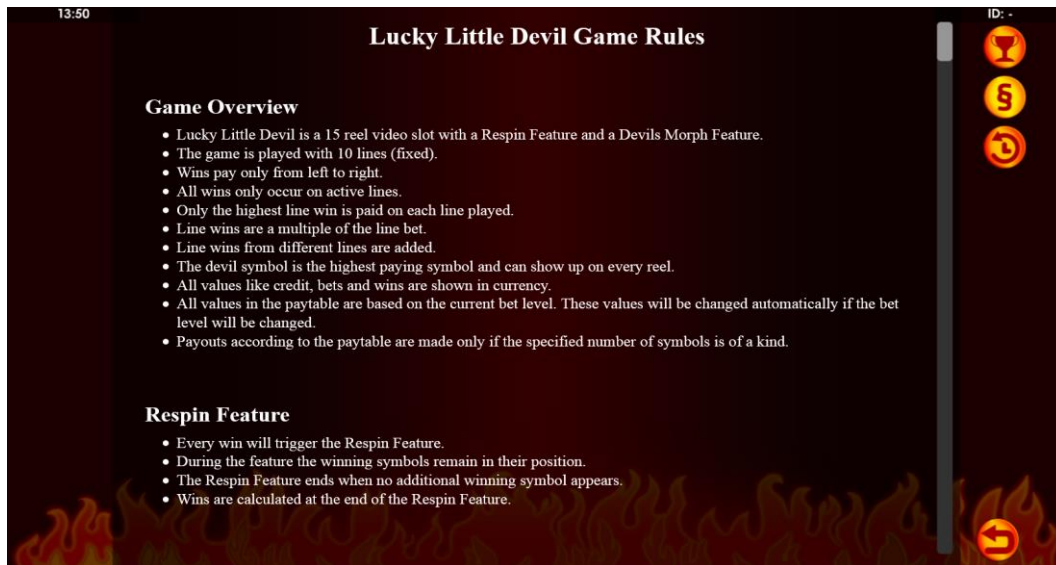 13:50
ID: -
Lucky Little Devil Game Rules
Game Overview
• Lucky Little Devil is a 15 reel video slot with a Respin Feature and a Devils Morph Feature.
• The game is played with 10 lines (fixed).
• Wins pay only from left to right.
• All wins only occur on active lines.
• Only the highest line win is paid on each line played.
• Line wins are a multiple of the line bet.
• Line wins from different lines are added.
• The devil symbol is the highest paying symbol and can show up on every reel.
• All values like credit, bets and wins are shown in currency.
• All values in the paytable are based on the current bet level. These values will be changed automatically if the bet
level will be changed.
• Payouts according to the paytable are made only if the specified number of symbols is of a kind.
Respin Feature
• Every win will trigger the Respin Feature.
• During the feature the winning symbols remain in their position.
• The Respin Feature ends when no additional winning symbol appears.
• Wins are calculated at the end of the Respin Feature.
§